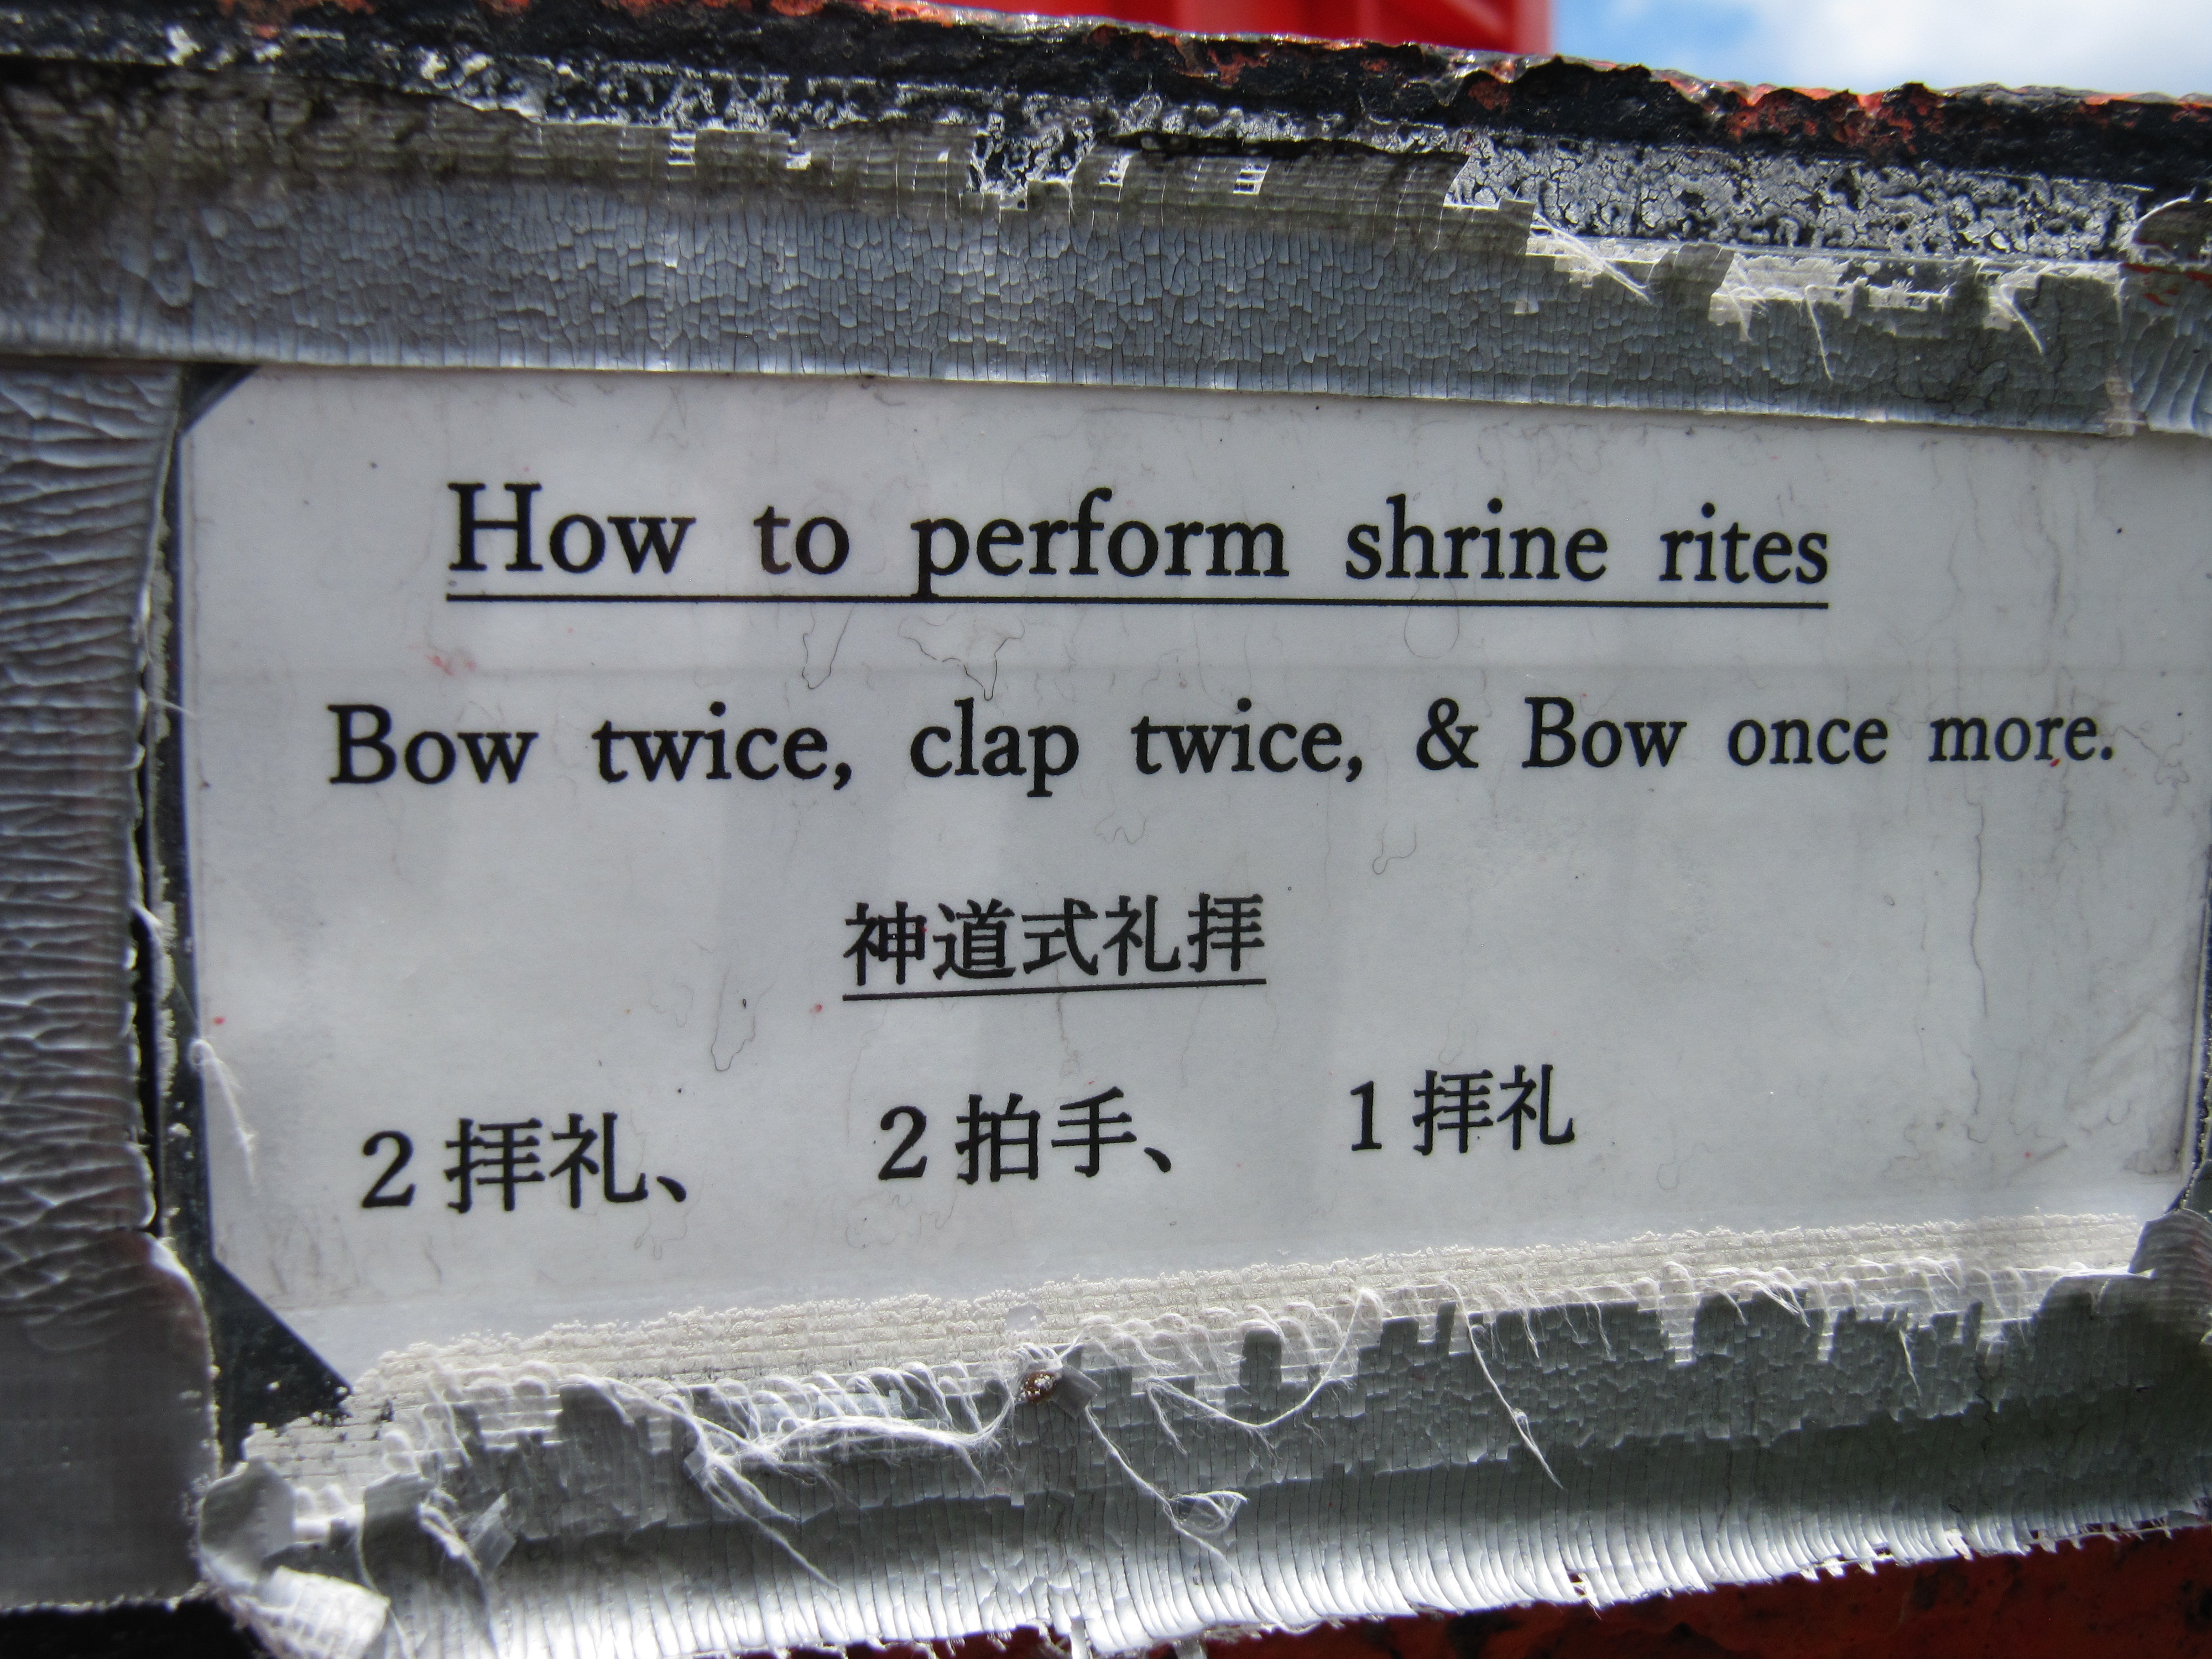 How to perform shrine rites
Bow twice, clap twice, & Bow once more.
神道式礼拝
2拝礼、 2拍手、 1拝礼